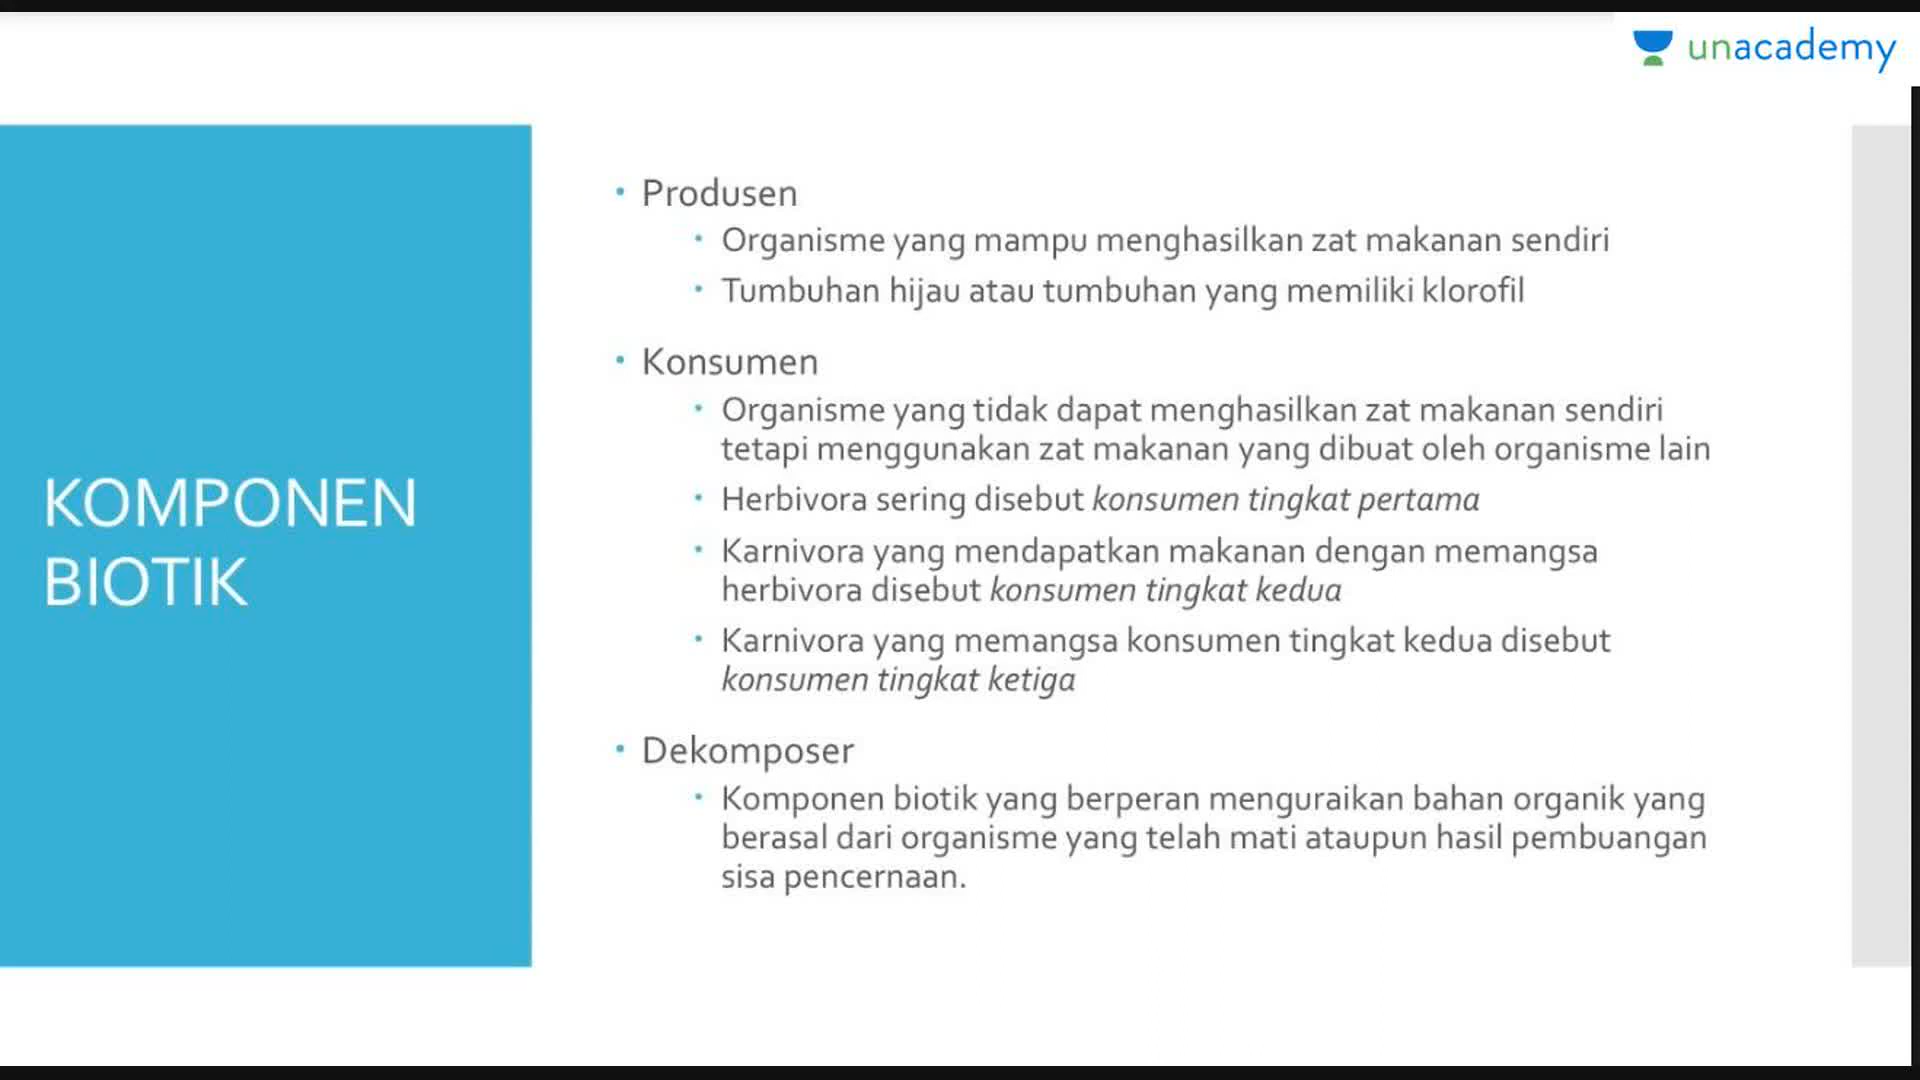 unacademy
KOMPONEN
BIOTIK
• Produsen
• Organisme yang mampu menghasilkan zat makanan sendiri
• Tumbuhan hijau atau tumbuhan yang memiliki klorofil
• Konsumen
• Organisme yang tidak dapat menghasilkan zat makanan sendiri
tetapi menggunakan zat makanan yang dibuat oleh organisme lain
• Herbivora sering disebut konsumen tingkat pertama
• Karnivora yang mendapatkan makanan dengan memangsa
herbivora disebut konsumen tingkat kedua
• Karnivora yang memangsa konsumen tingkat kedua disebut
konsumen tingkat ketiga
• Dekomposer
• Komponen biotik yang berperan menguraikan bahan organik yang
berasal dari organisme yang telah mati ataupun hasil pembuangan
sisa pencernaan.